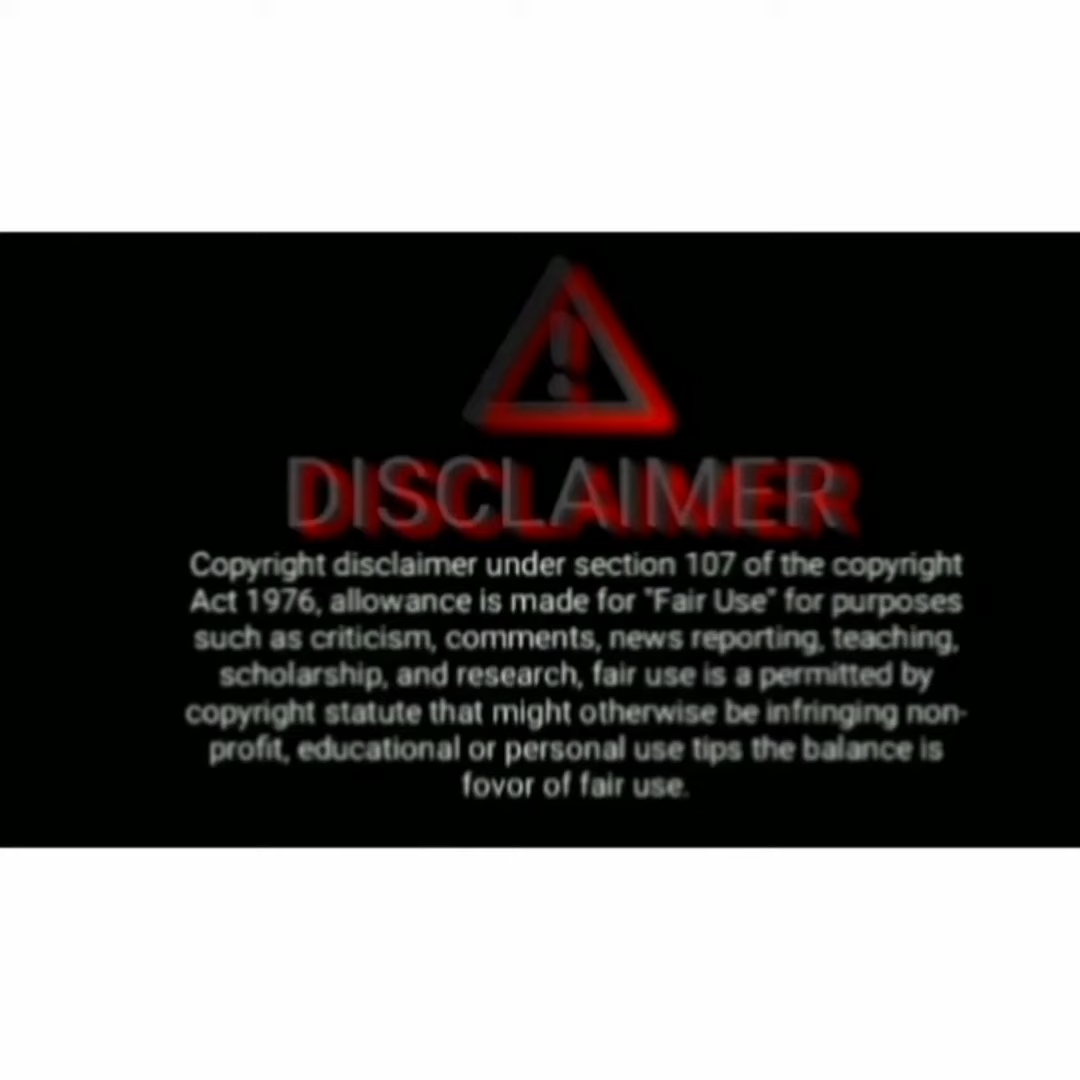 DISCLAIMER
Copyright disclaimer under section 107 of the copyright
Act 1976, allowance is made for "Fair Use" for purposes
such as criticism, comments, news reporting, teaching,
scholarship, and research, fair use is a permitted by
copyright statute that might otherwise be infringing non-
profit, educational or personal use tips the balance is
fovor of fair use.